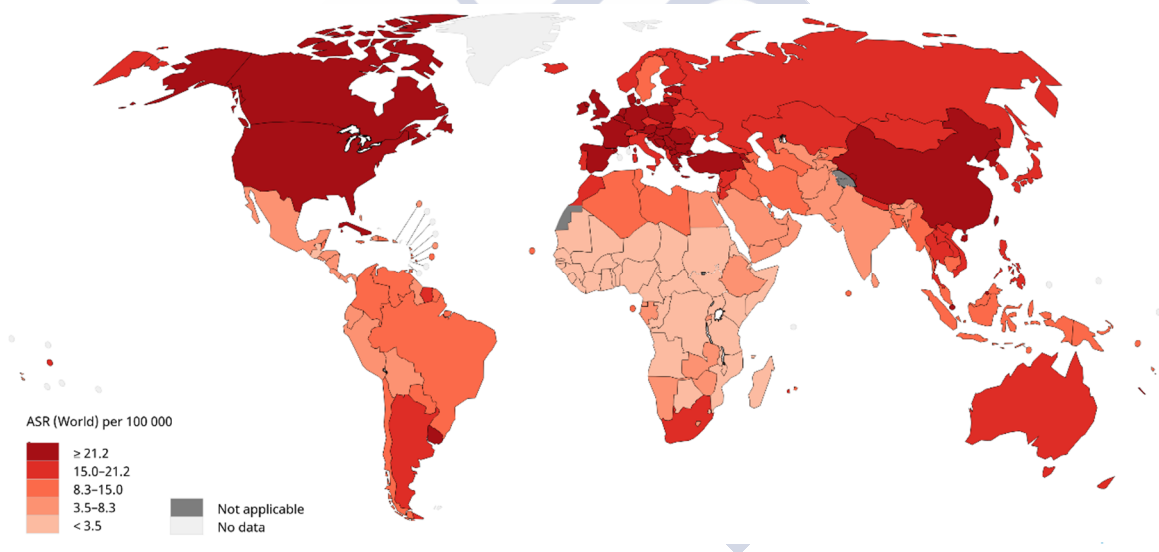 ASR (World) per 100 000
≥ 21.2
15.0–21.2
8.3–15.0
3.5–8.3
< 3.5
Not applicable
No data